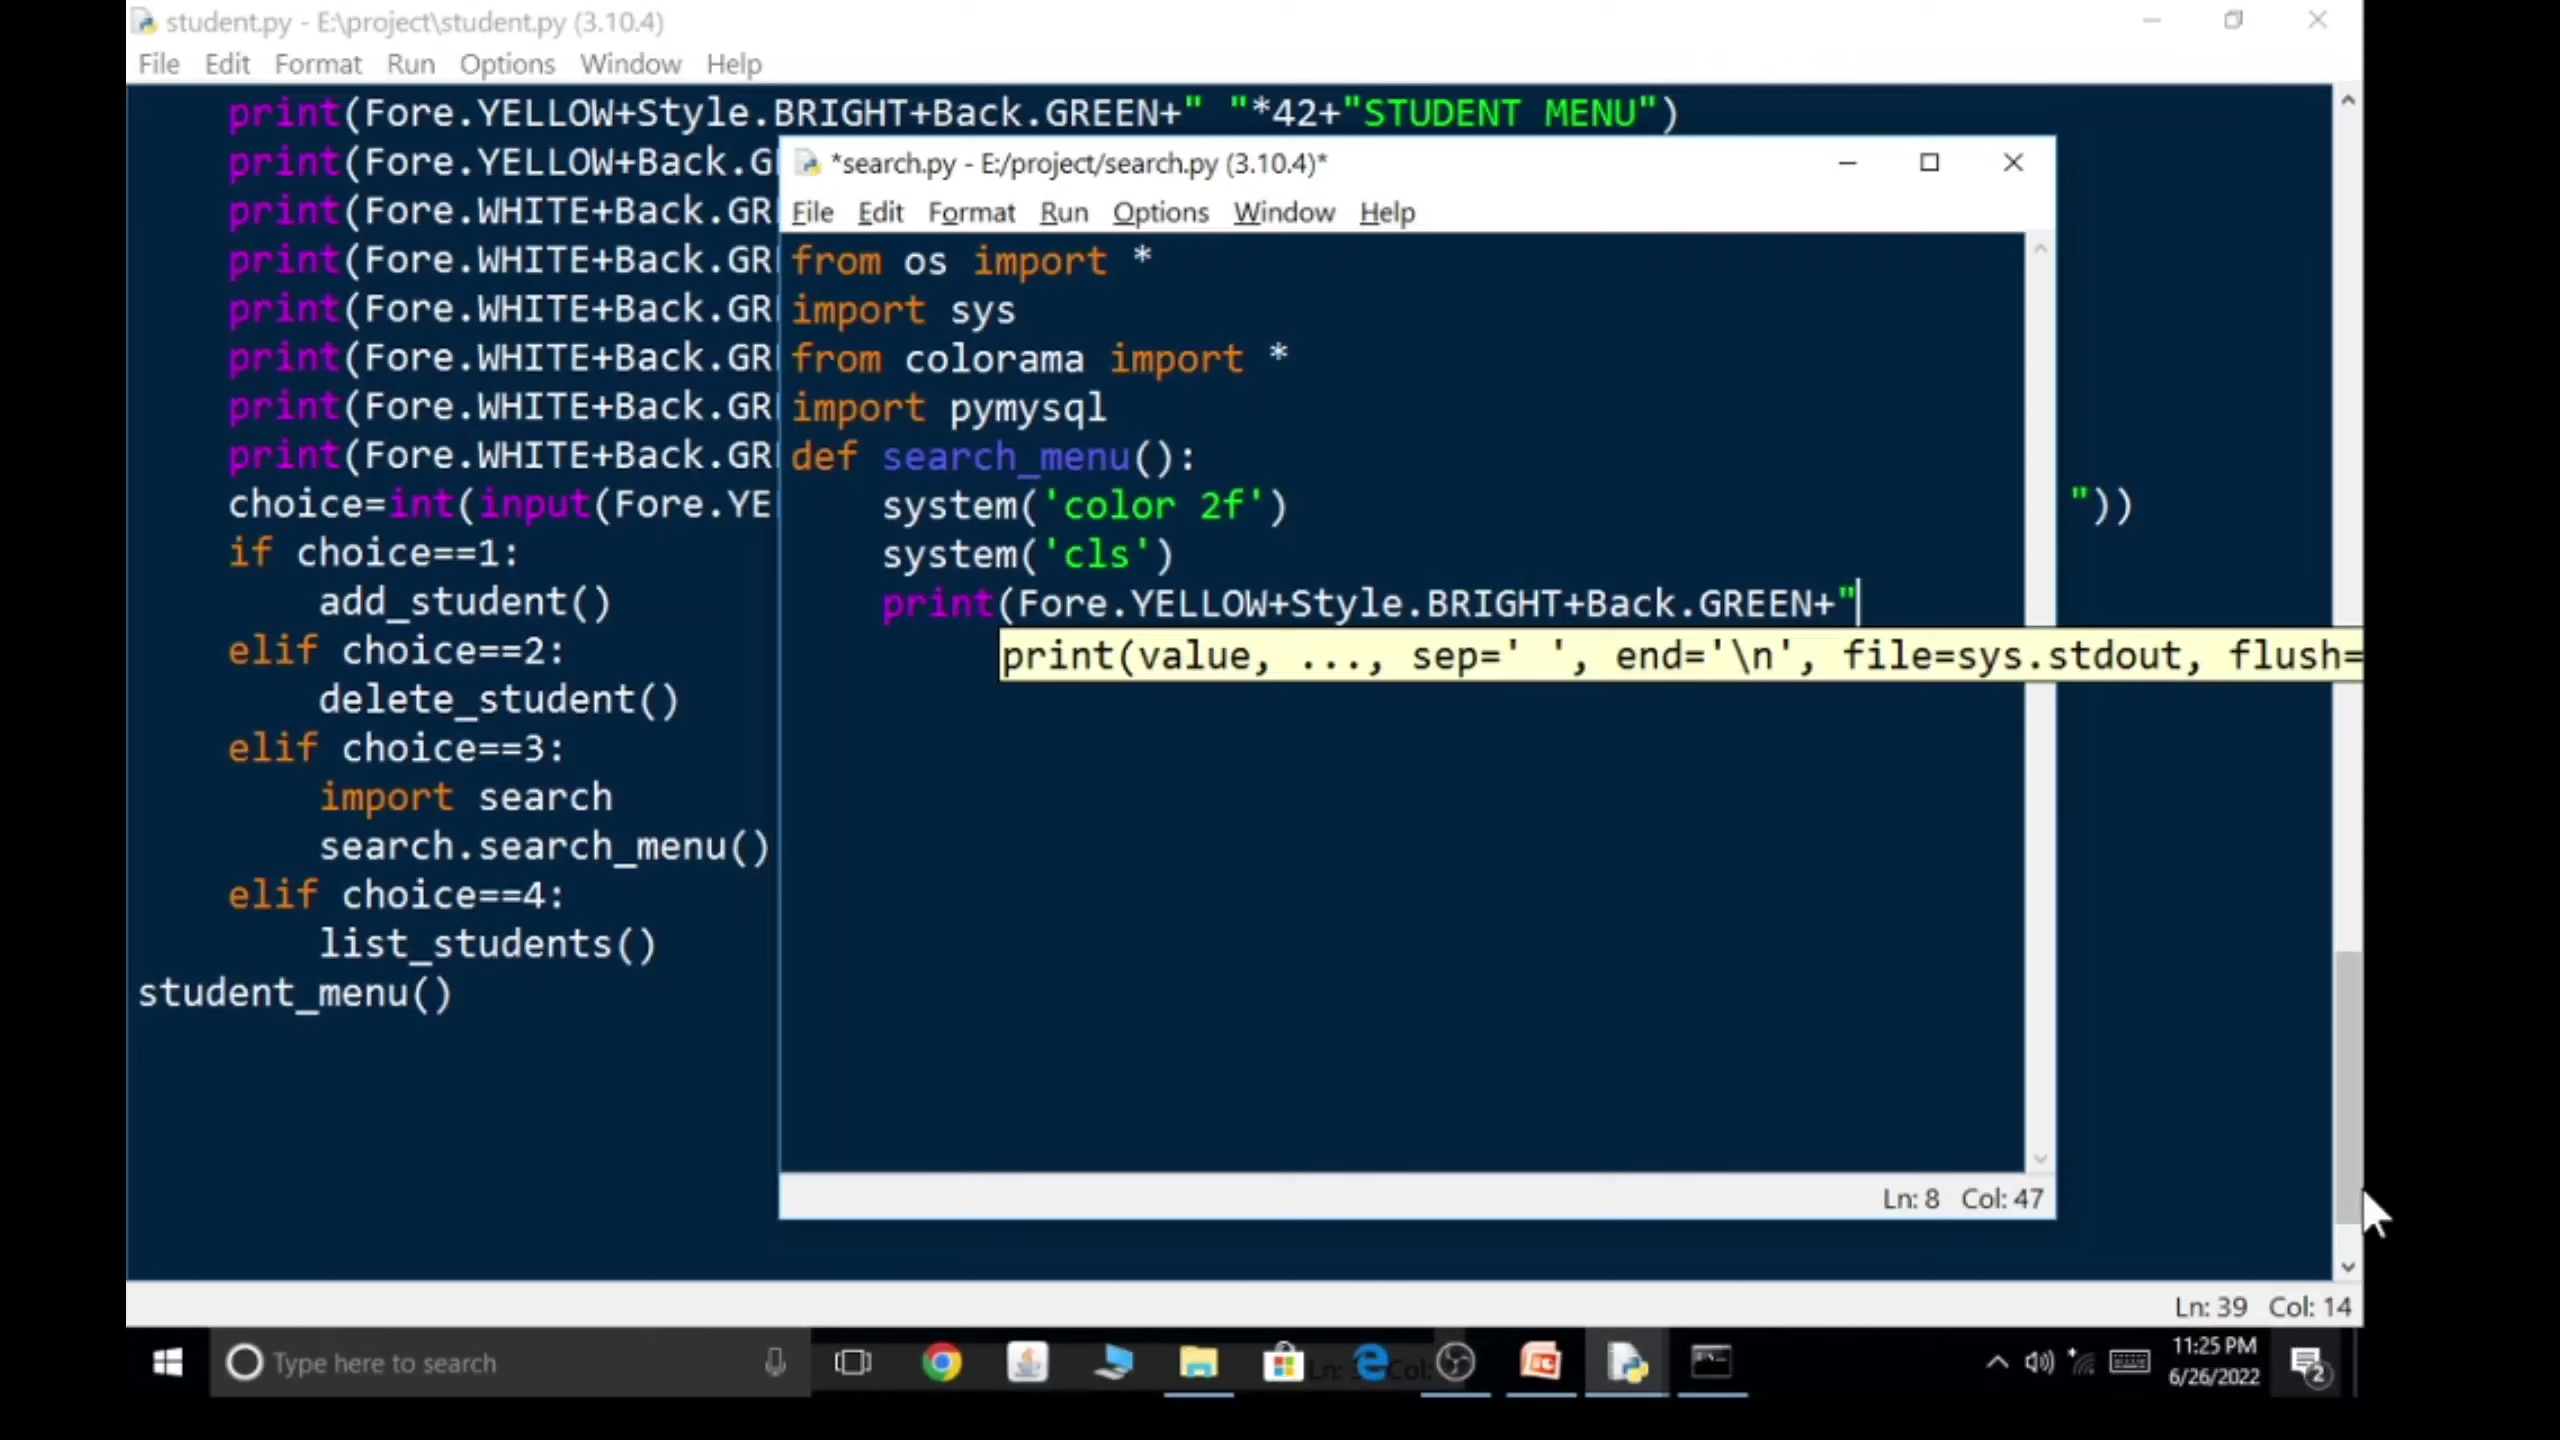 student.py - E:\project\student.py (3.10.4)
File Edit Format Run Options Window Help
print(Fore.YELLOW+Style.BRIGHT+Back.GREEN+" "*42+"STUDENT MENU")
print(Fore.YELLOW+Back.G
print(Fore.WHITE+Back.GR
print(Fore.WHITE+Back.GR
print(Fore.WHITE+Back.GR
print(Fore.WHITE+Back.GR
print(Fore.WHITE+Back.GR
print(Fore.WHITE+Back.GR
choice=int(input(Fore.YE "))
if choice==1:
add_student()
elif choice==2:
delete_student()
elif choice==3:
import search
search.search_menu()
elif choice==4:
list_students()
student_menu()
*search.py - E:/project/search.py (3.10.4)*
File Edit Format Run Options Window Help
from os import *
import sys
from colorama import *
import pymysql
def search_menu():
system('color 2f')
system('cls')
print(Fore.YELLOW+Style.BRIGHT+Back.GREEN+"
print(value, ..., sep=' ', end='\n', file=sys.stdout, flush=
Ln: 8 Col: 47
Ln: 39 Col: 14
Type here to search
11:25 PM
6/26/2022
2